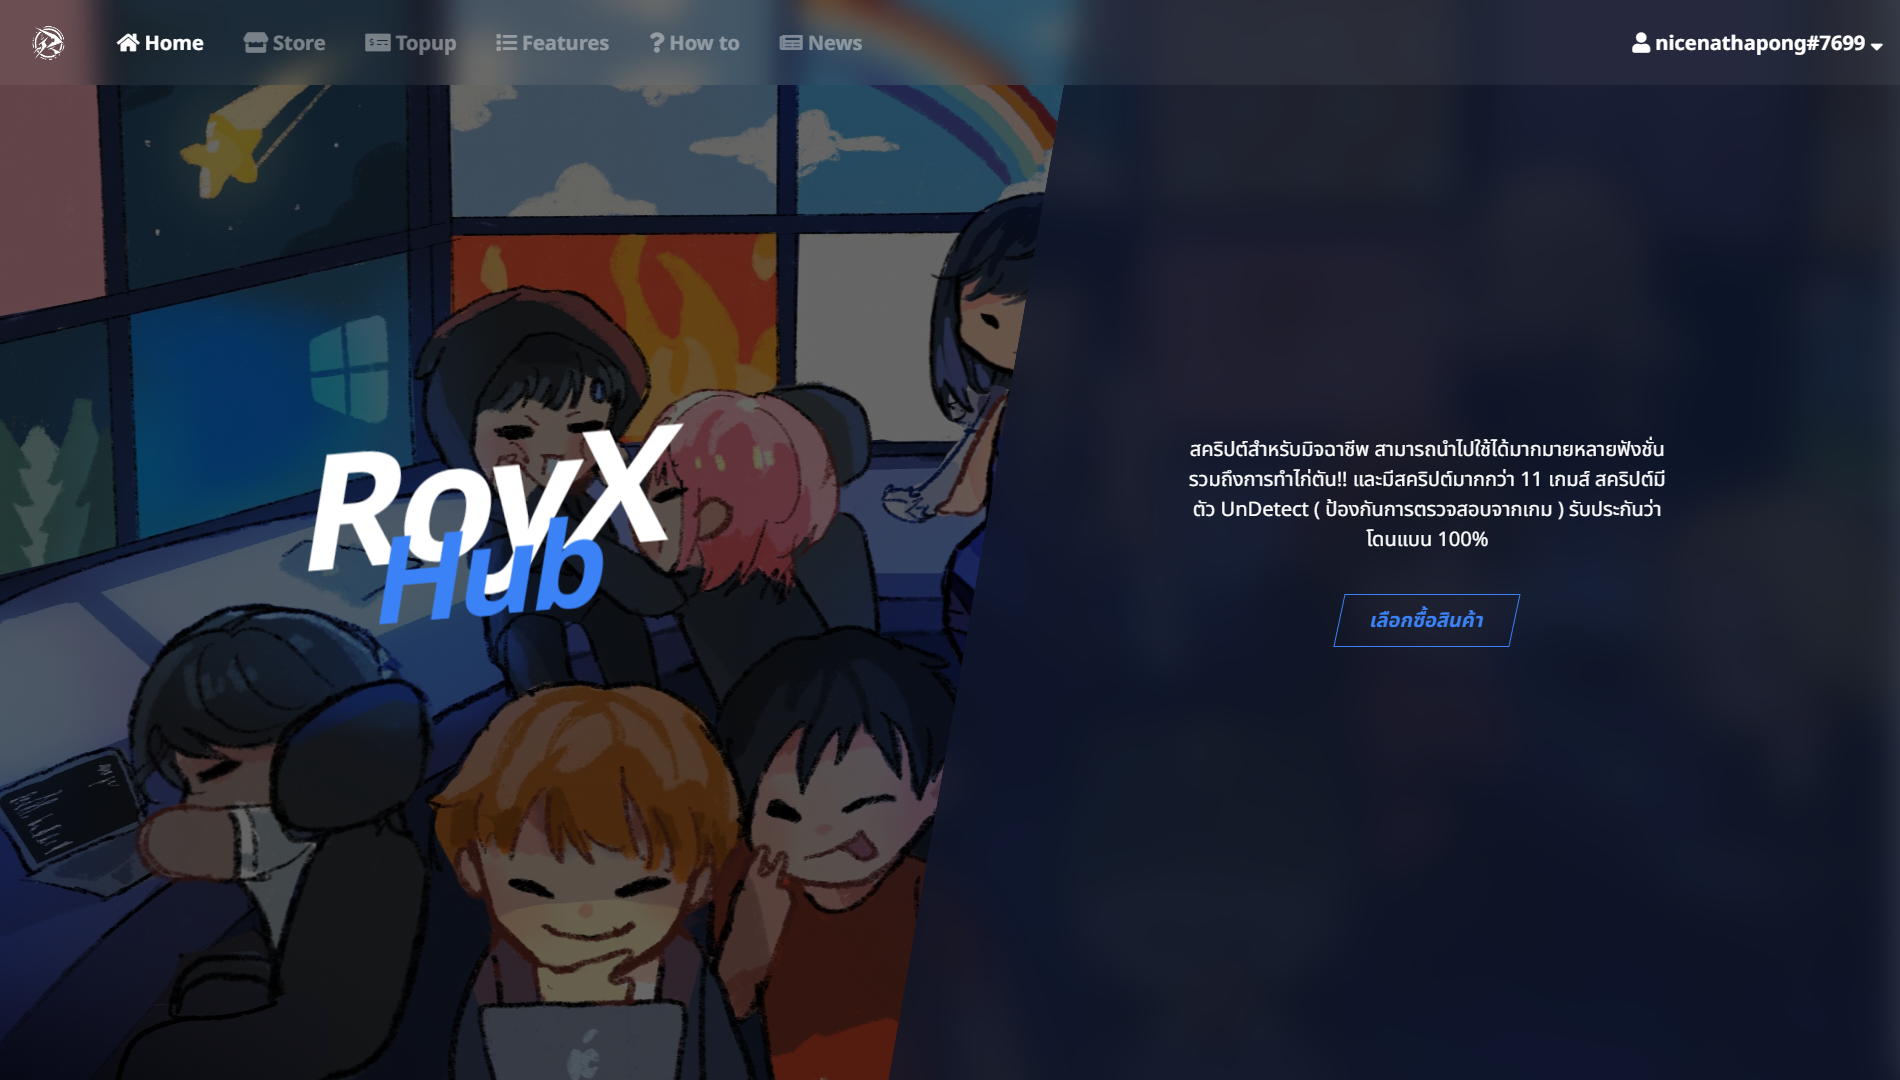 Home Store Topup Features How to News nicenathapong#7699
RoyX
Hub
สคริปต์สำหรับมิจฉาชีพ สามารถนำไปใช้ได้มากมายหลายฟังชั่น
รวมถึงการทำไก่ตัน!! และมีสคริปต์มากกว่า 11 เกมส์ สคริปต์มี
ตัว UnDetect ( ป้องกันการตรวจสอบจากเกม ) รับประกันว่า
โดนแบน 100%
เลือกซื้อสินค้า